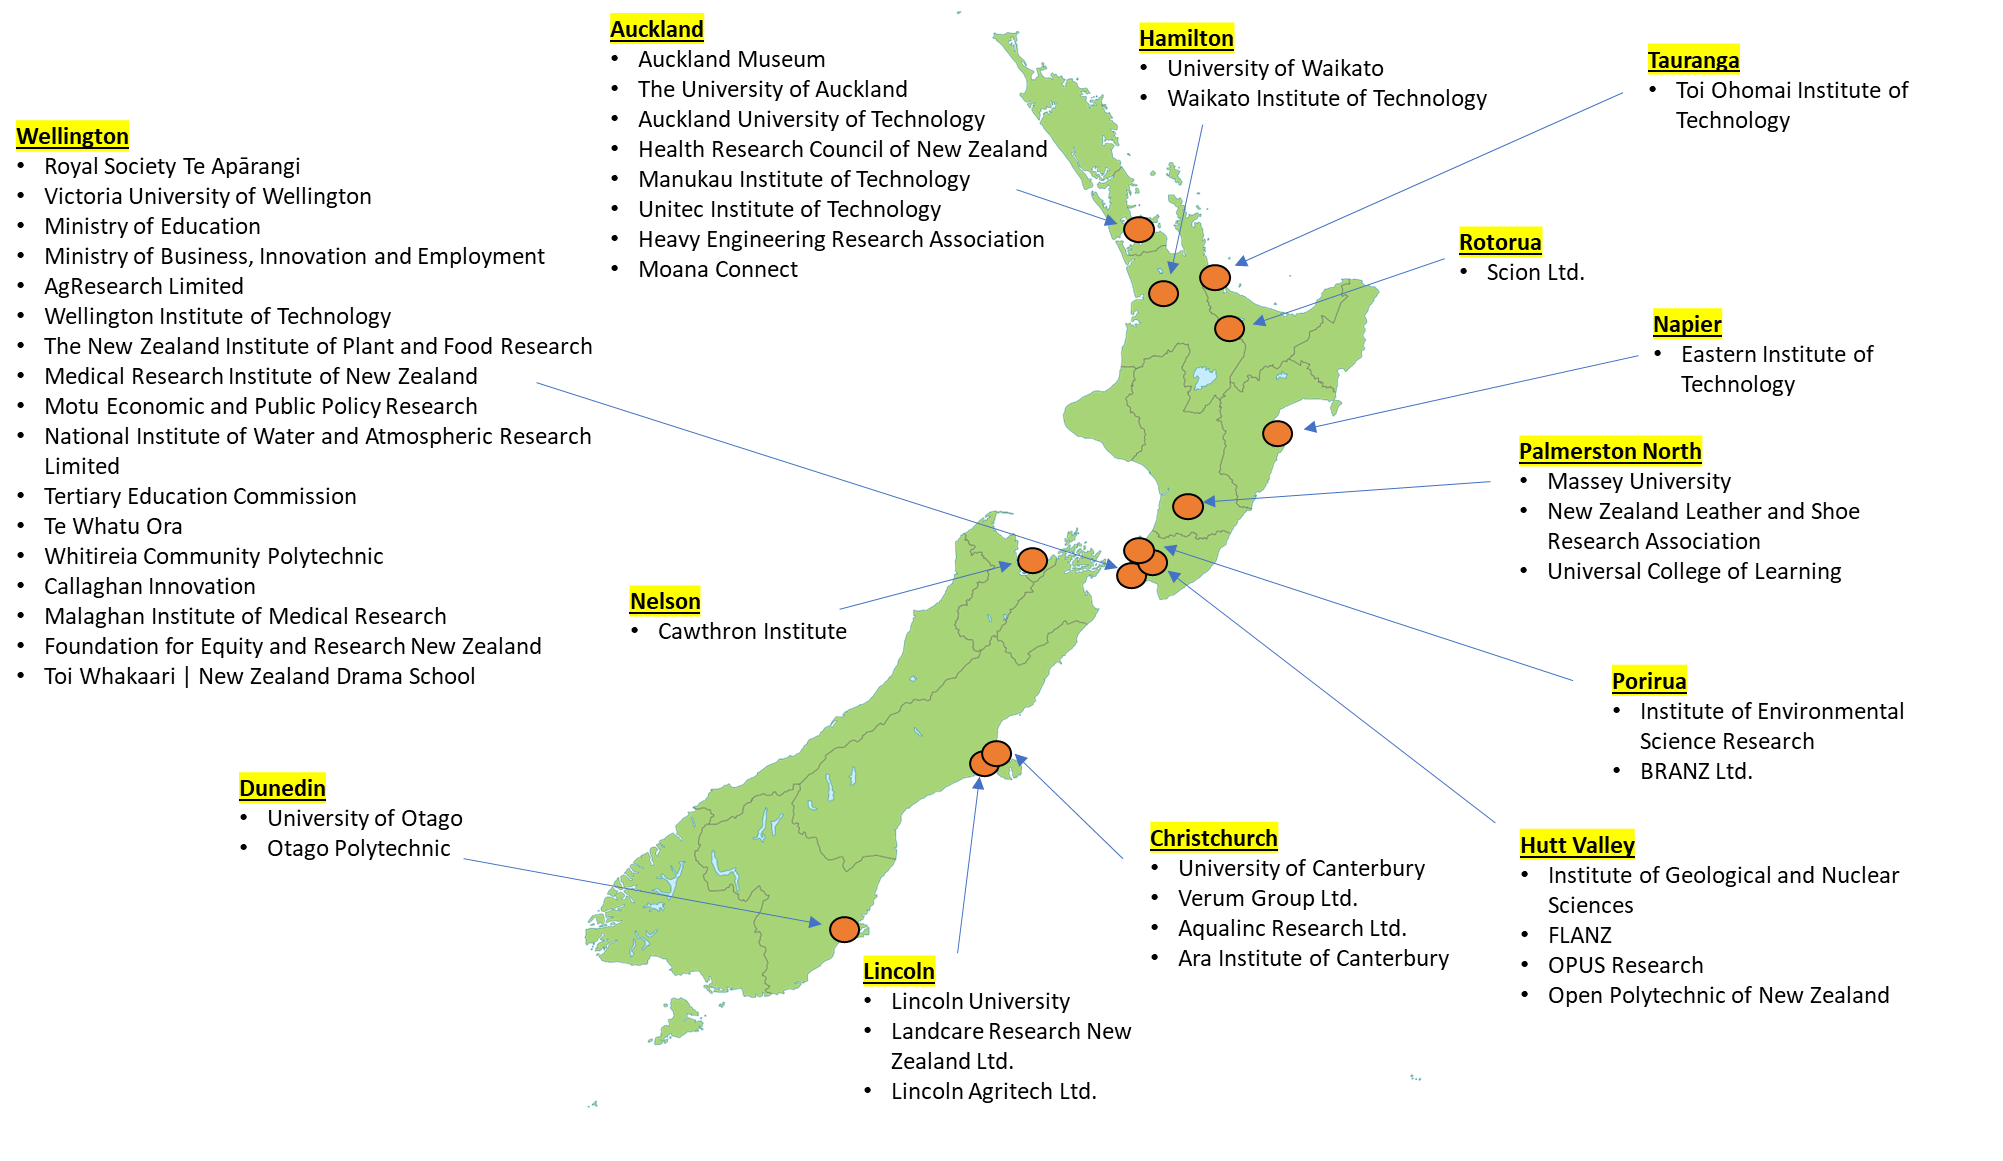 Auckland
• Auckland Museum
• The University of Auckland
• Auckland University of Technology
• Health Research Council of New Zealand
• Manukau Institute of Technology
• Unitec Institute of Technology
• Heavy Engineering Research Association
• Moana Connect
Hamilton
• University of Waikato
• Waikato Institute of Technology
Tauranga
• Toi Ohomai Institute of
Technology
Wellington
• Royal Society Te Apārangi
• Victoria University of Wellington
• Ministry of Education
• Ministry of Business, Innovation and Employment
• AgResearch Limited
• Wellington Institute of Technology
• The New Zealand Institute of Plant and Food Research
• Medical Research Institute of New Zealand
• Motu Economic and Public Policy Research
• National Institute of Water and Atmospheric Research
Limited
• Tertiary Education Commission
• Te Whatu Ora
• Whitireia Community Polytechnic
• Callaghan Innovation
• Malaghan Institute of Medical Research
• Foundation for Equity and Research New Zealand
• Toi Whakaari | New Zealand Drama School
Rotorua
• Scion Ltd.
Napier
• Eastern Institute of
Technology
Palmerston North
• Massey University
• New Zealand Leather and Shoe
Research Association
• Universal College of Learning
Nelson
• Cawthron Institute
Porirua
• Institute of Environmental
Science Research
• BRANZ Ltd.
Dunedin
• University of Otago
• Otago Polytechnic
Christchurch
• University of Canterbury
• Verum Group Ltd.
• Aqualinc Research Ltd.
• Ara Institute of Canterbury
Hutt Valley
• Institute of Geological and Nuclear
Sciences
• FLANZ
• OPUS Research
• Open Polytechnic of New Zealand
Lincoln
• Lincoln University
• Landcare Research New
Zealand Ltd.
• Lincoln Agritech Ltd.